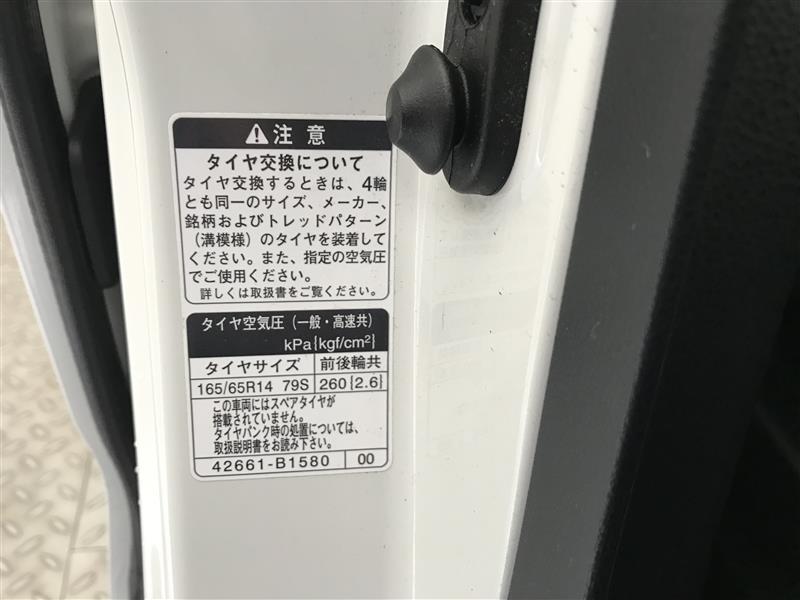 ⚠注意
タイヤ交換について
タイヤ交換するときは、4輪
とも同一のサイズ、メーカー、
銘柄およびトレッドパターン
（溝模様）のタイヤを装着して
ください。また、指定の空気圧
でご使用ください。
詳しくは取扱書をご覧ください。
タイヤ空気圧（一般・高速共）
kPa{kgf/cm²}
タイヤサイズ 前後輪共
165/65R14 79S 260{2.6}
この車両にはスペアタイヤが
搭載されていません。
タイヤパンク時の処置については、
取扱説明書をお読み下さい。
42661-B1580 00